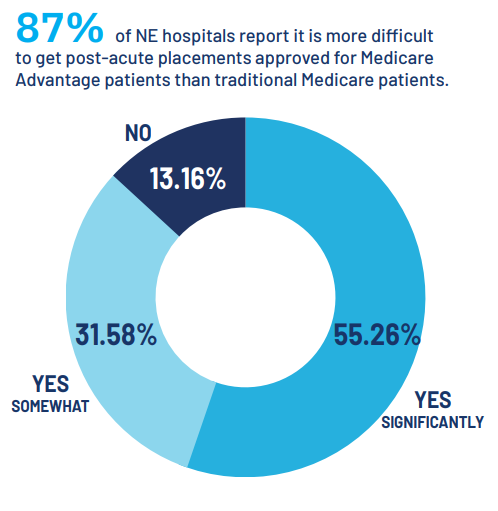 87% of NE hospitals report it is more difficult
to get post-acute placements approved for Medicare
Advantage patients than traditional Medicare patients.
NO
13.16%
31.58%
55.26%
YES
SOMEWHAT
YES
SIGNIFICANTLY